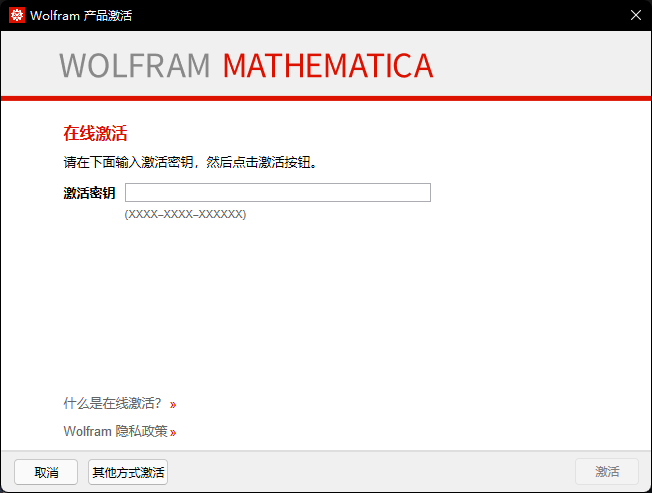 Wolfram 产品激活
WOLFRAM MATHEMATICA
在线激活
请在下面输入激活密钥，然后点击激活按钮。
激活密钥
(XXXX–XXXX–XXXXXX)
什么是在线激活？ »
Wolfram 隐私政策 »
取消 其他方式激活 激活